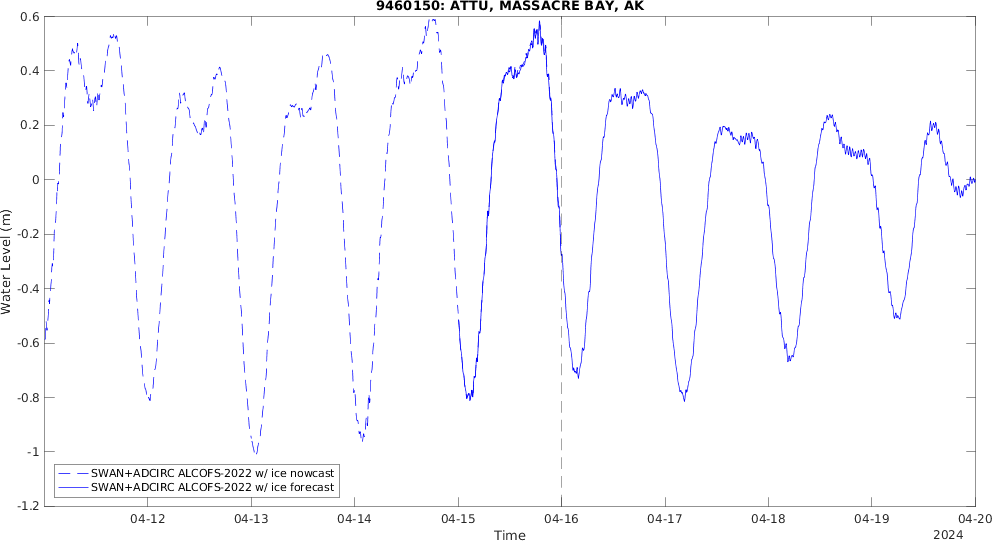 9460150: ATTU, MASSACRE BAY, AK
0.6
0.4
0.2
0
-0.2
-0.4
-0.6
-0.8
-1
-1.2
Water Level (m)
SWAN+ADCIRC ALCOFS-2022 w/ ice nowcast
SWAN+ADCIRC ALCOFS-2022 w/ ice forecast
04-12 04-13 04-14 04-15 04-16 04-17 04-18 04-19 04-20
Time
2024